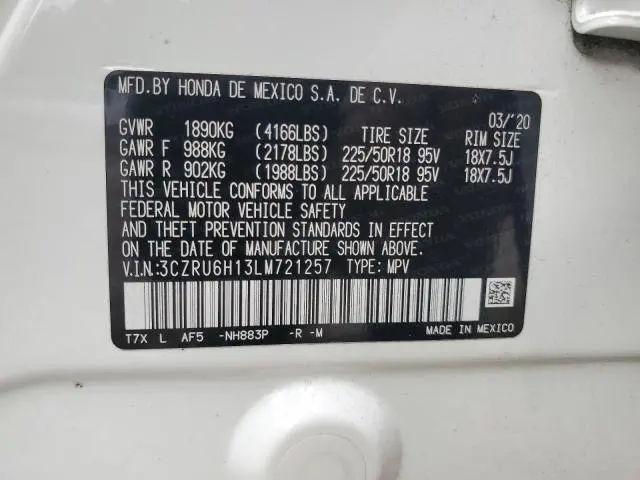 MFD.BY HONDA DE MEXICO S.A. DE C.V.
03/'20
GVWR 1890KG (4166LBS) TIRE SIZE RIM SIZE
GAWR F 988KG (2178LBS) 225/50R18 95V 18X7.5J
GAWR R 902KG (1988LBS) 225/50R18 95V 18X7.5J
THIS VEHICLE CONFORMS TO ALL APPLICABLE
FEDERAL MOTOR VEHICLE SAFETY
AND THEFT PREVENTION STANDARDS IN EFFECT
ON THE DATE OF MANUFACTURE SHOWN ABOVE.
V.I.N.:3CZRU6H13LM721257 TYPE: MPV
T7X L AF5 -NH883P -R -M MADE IN MEXICO